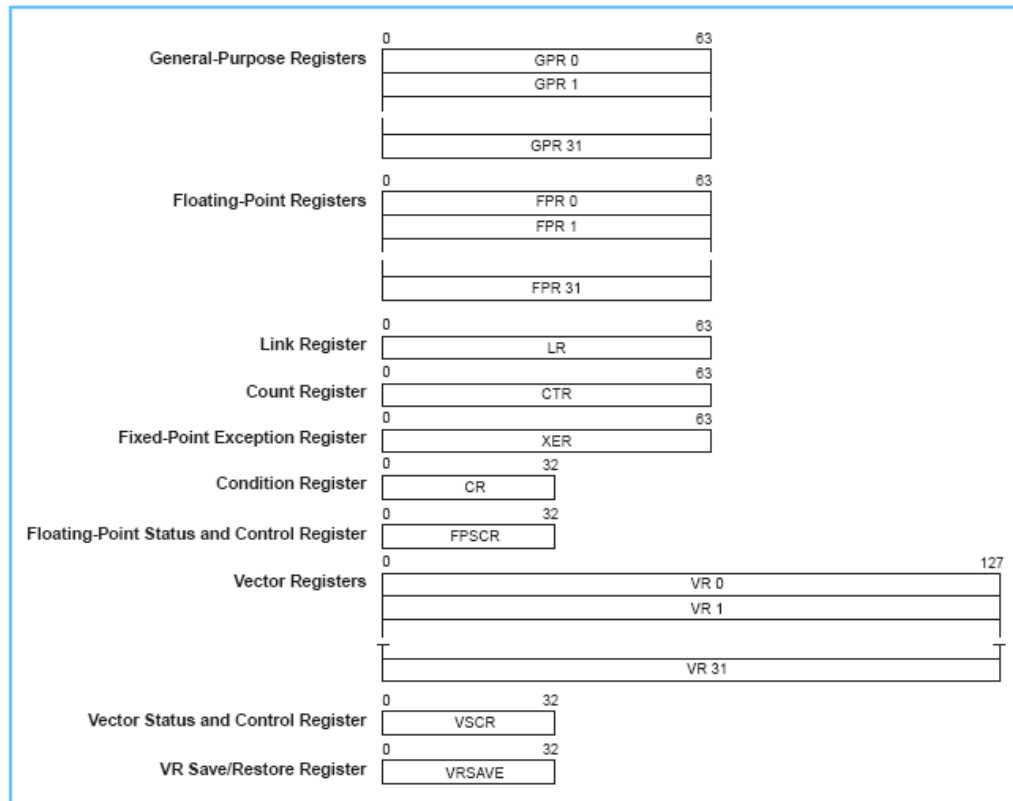 0 63
General-Purpose Registers GPR 0
GPR 1
GPR 31
0 63
Floating-Point Registers FPR 0
FPR 1
FPR 31
0 63
Link Register LR
0 63
Count Register CTR
0 63
Fixed-Point Exception Register XER
0 32
Condition Register CR
0 32
Floating-Point Status and Control Register FPSCR
0 127
Vector Registers VR 0
VR 1
VR 31
0 32
Vector Status and Control Register VSCR
0 32
VR Save/Restore Register VRSAVE